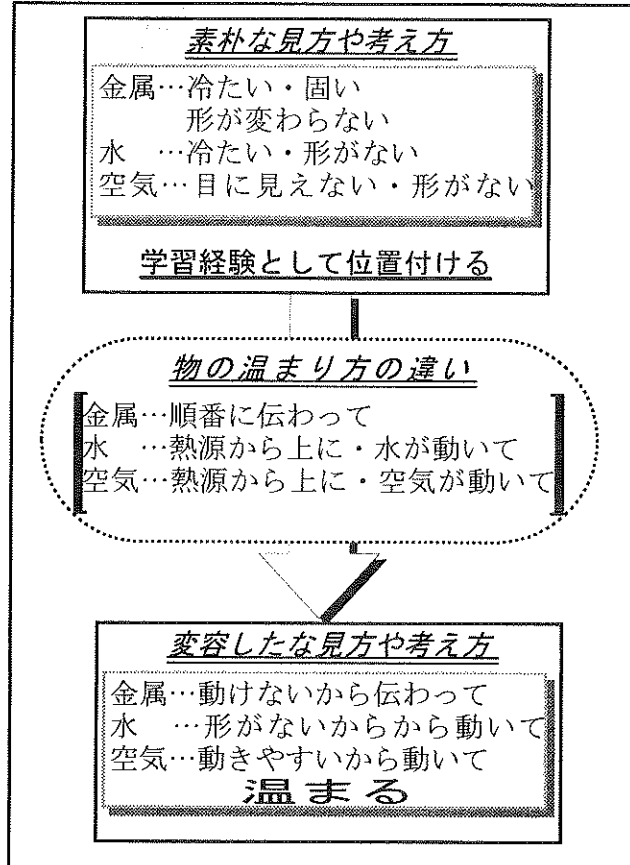 素朴な見方や考え方
金属…冷たい・固い
形が変わらない
水　…冷たい・形がない
空気…目に見えない・形がない
学習経験として位置付ける
物の温まり方の違い
金属…順番に伝わって
水　…熱源から上に・水が動いて
空気…熱源から上に・空気が動いて
変容したな見方や考え方
金属…動けないから伝わって
水　…形がないからから動いて
空気…動きやすいから動いて
温まる